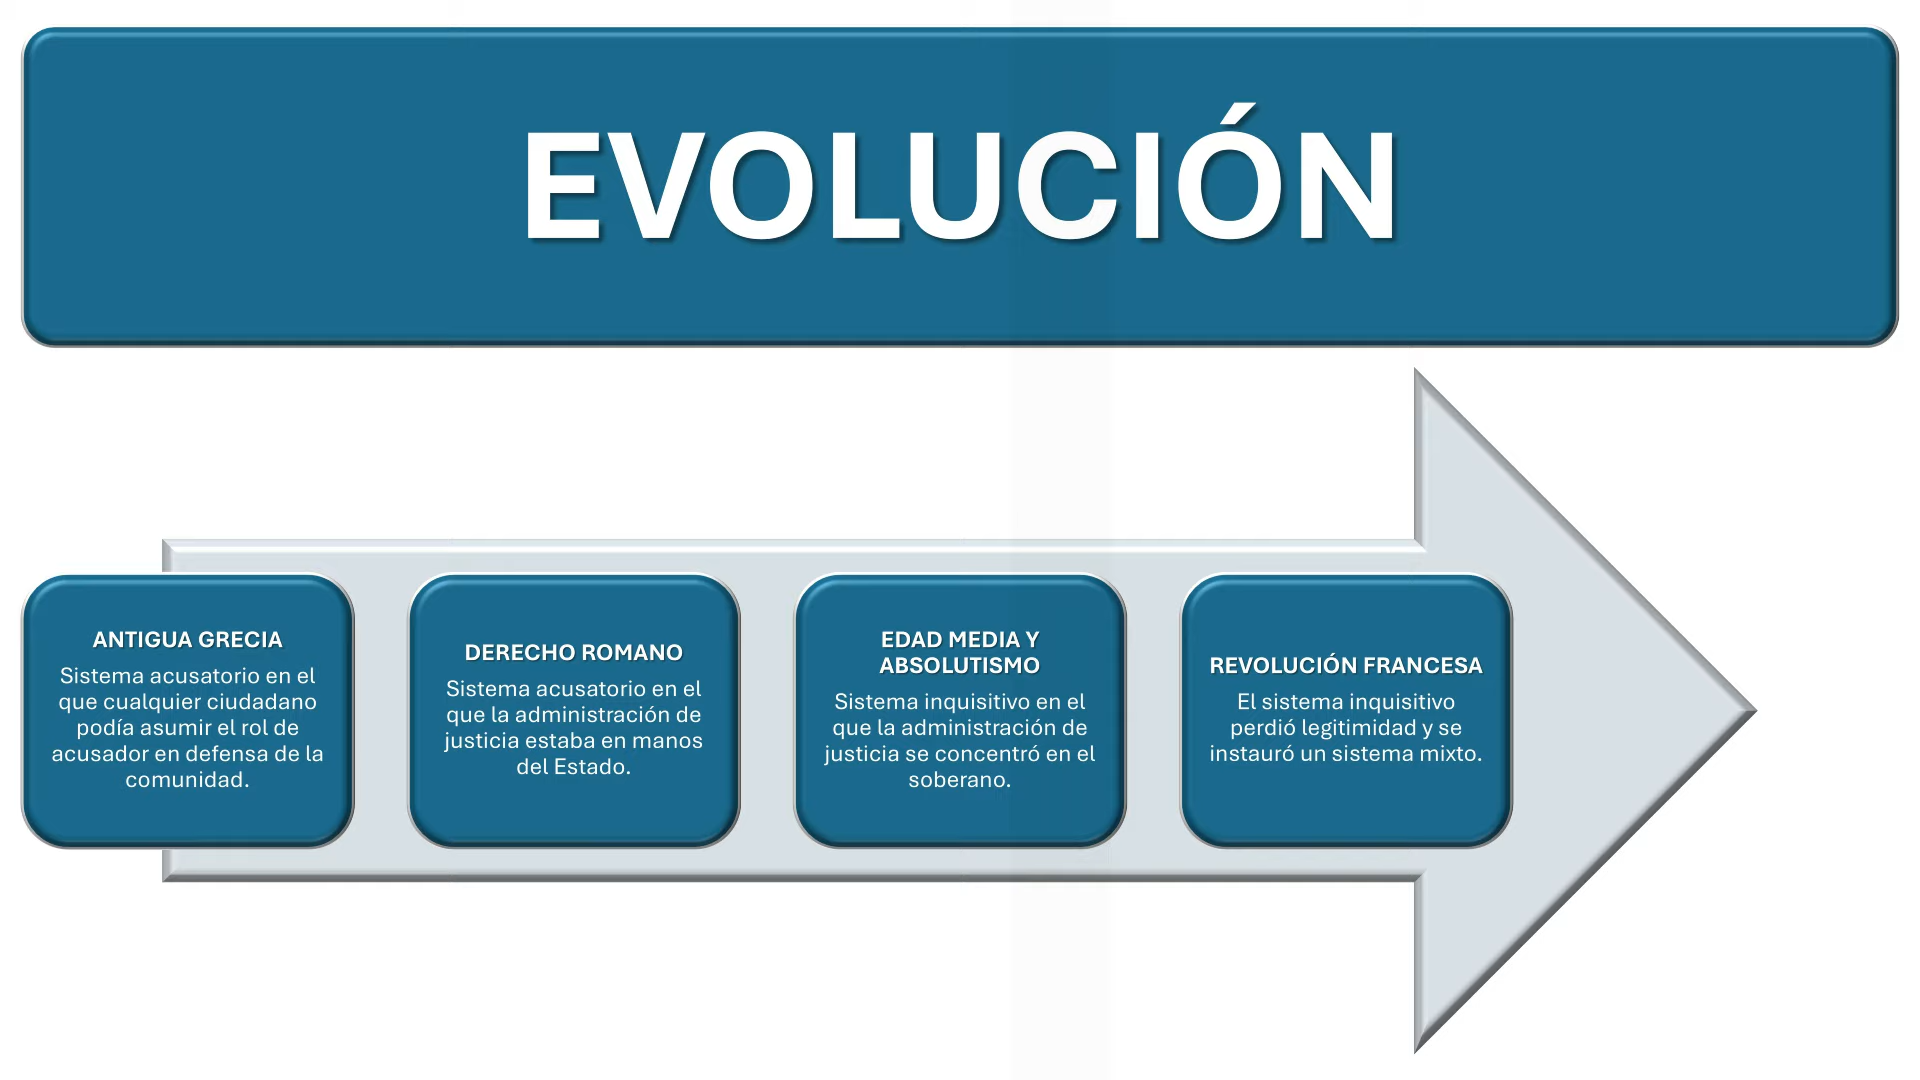 EVOLUCIÓN
ANTIGUA GRECIA
Sistema acusatorio en el
que cualquier ciudadano
podía asumir el rol de
acusador en defensa de la
comunidad.
DERECHO ROMANO
Sistema acusatorio en el
que la administración de
justicia estaba en manos
del Estado.
EDAD MEDIA Y
ABSOLUTISMO
Sistema inquisitivo en el
que la administración de
justicia se concentró en el
soberano.
REVOLUCIÓN FRANCESA
El sistema inquisitivo
perdió legitimidad y se
instauró un sistema mixto.